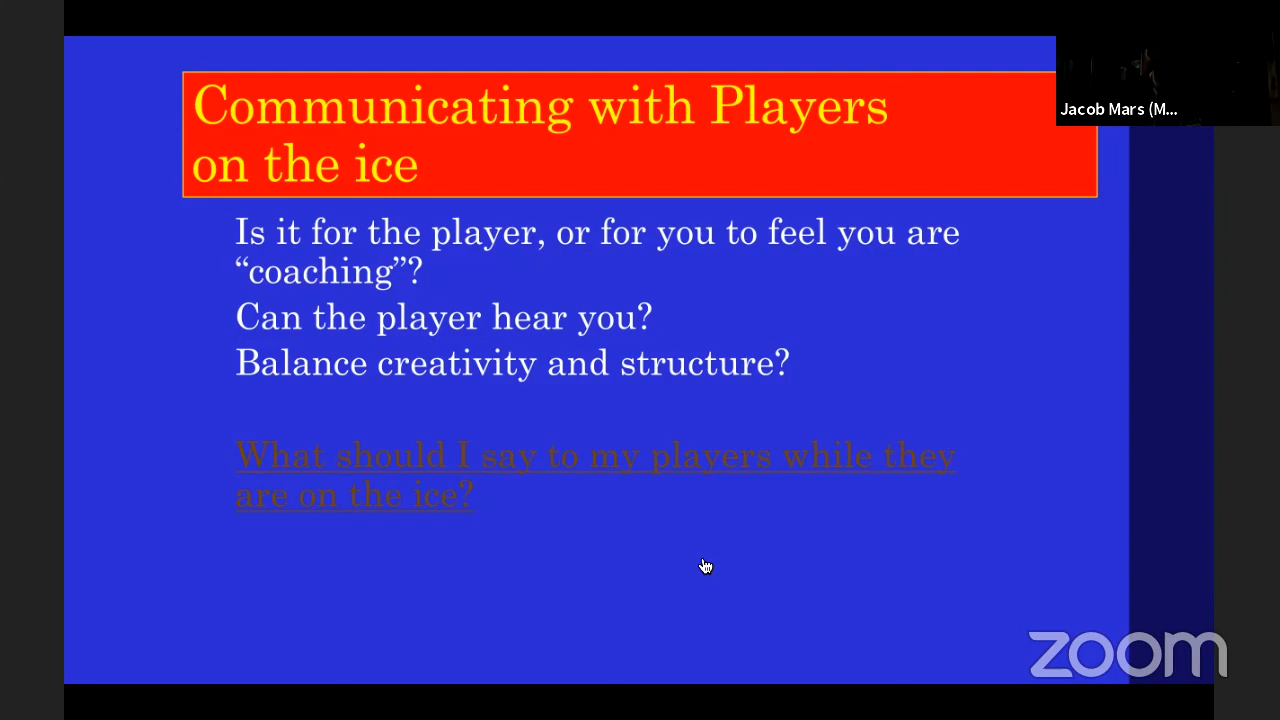 Communicating with Players
on the ice
Jacob Mars (M...
Is it for the player, or for you to feel you are
“coaching”?
Can the player hear you?
Balance creativity and structure?
What should I say to my players while they
are on the ice?
zoom